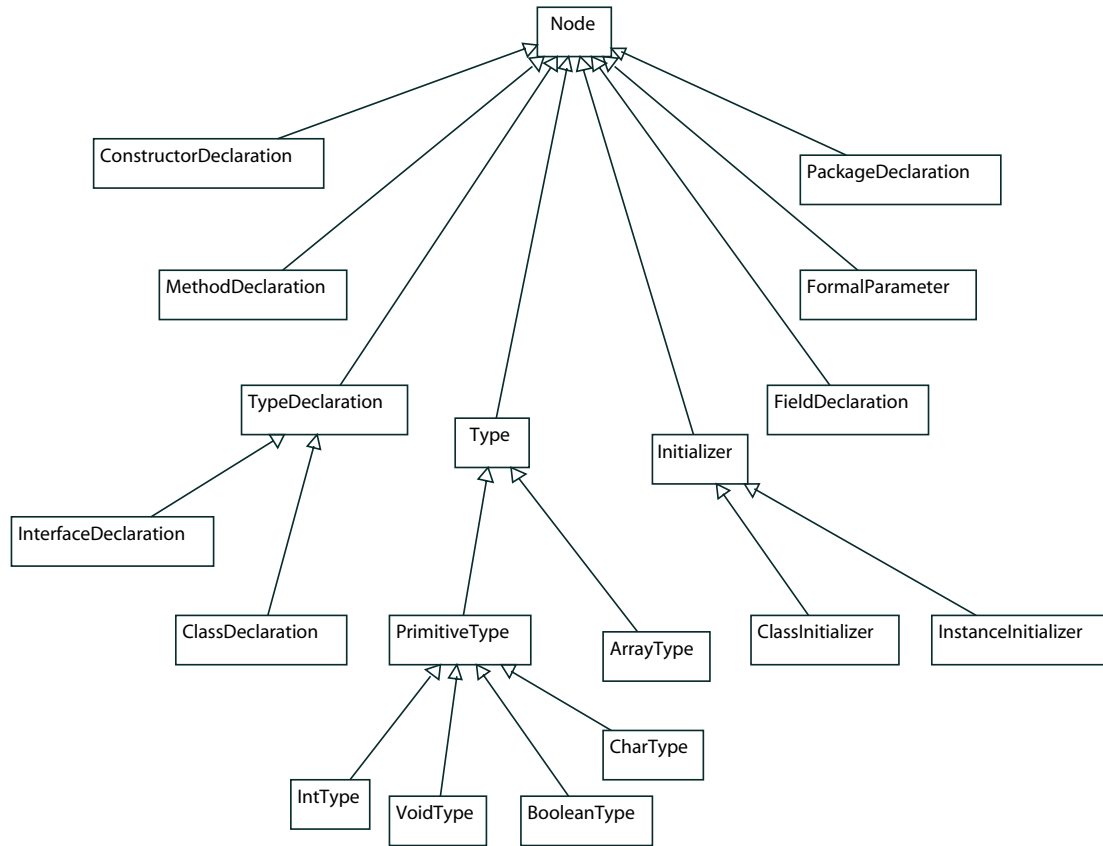 Node
ConstructorDeclaration
PackageDeclaration
MethodDeclaration
FormalParameter
TypeDeclaration
FieldDeclaration
Type
Initializer
InterfaceDeclaration
ClassDeclaration
PrimitiveType
ArrayType
ClassInitializer
InstanceInitializer
CharType
IntType
VoidType
BooleanType